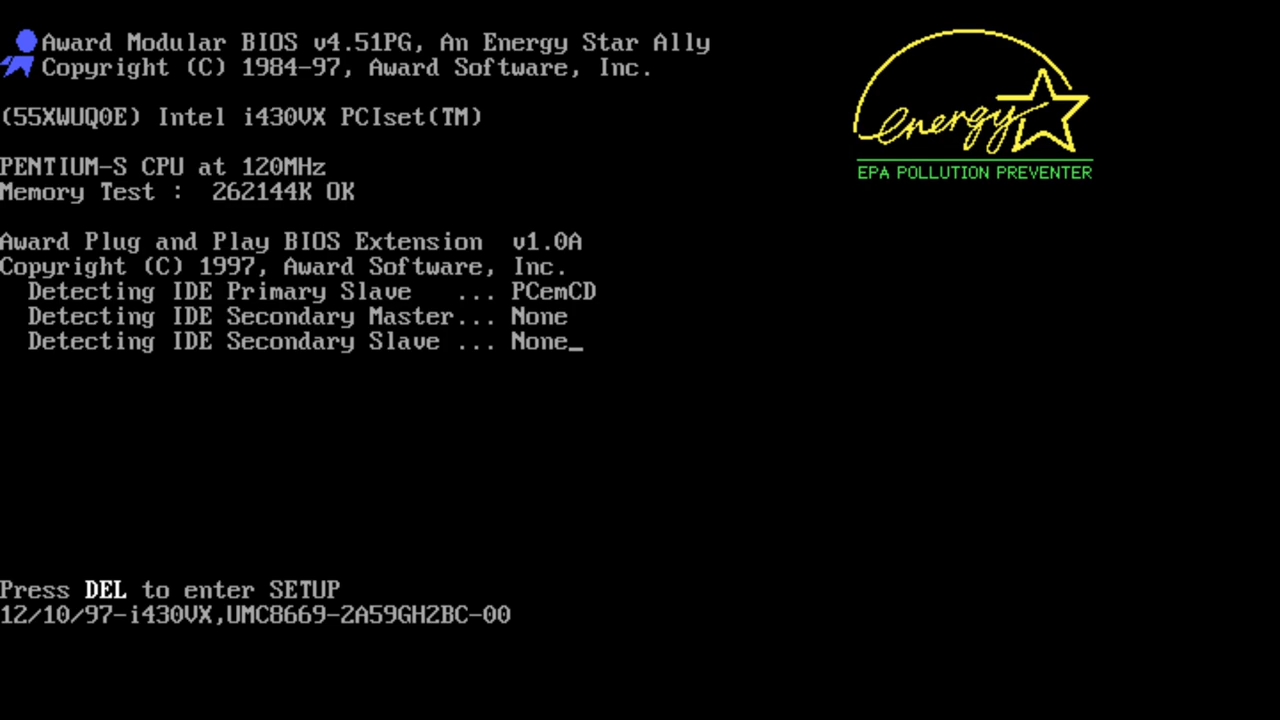 Award Modular BIOS v4.51PG, An Energy Star Ally
Copyright (C) 1984-97, Award Software, Inc.
energy
EPA POLLUTION PREVENTER
(55XWUQ0E) Intel i430VX PCIset(TM)
PENTIUM-S CPU at 120MHz
Memory Test :  262144K OK
Award Plug and Play BIOS Extension  v1.0A
Copyright (C) 1997, Award Software, Inc.
Detecting IDE Primary Slave   ... PCemCD
Detecting IDE Secondary Master... None
Detecting IDE Secondary Slave ... None_
Press DEL to enter SETUP
12/10/97-i430VX,UMC8669-2A59GH2BC-00